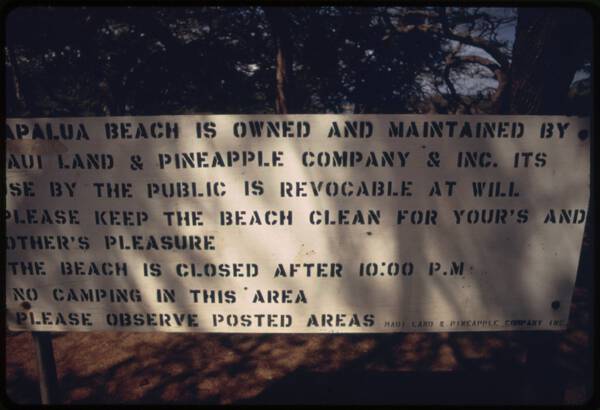 APALUA BEACH IS OWNED AND MAINTAINED BY
AUI LAND & PINEAPPLE COMPANY & INC. ITS
SE BY THE PUBLIC IS REVOCABLE AT WILL
PLEASE KEEP THE BEACH CLEAN FOR YOUR'S AND
OTHER'S PLEASURE
THE BEACH IS CLOSED AFTER 10:00 P.M
NO CAMPING IN THIS AREA
PLEASE OBSERVE POSTED AREAS MAUI LAND & PINEAPPLE COMPANY INC.